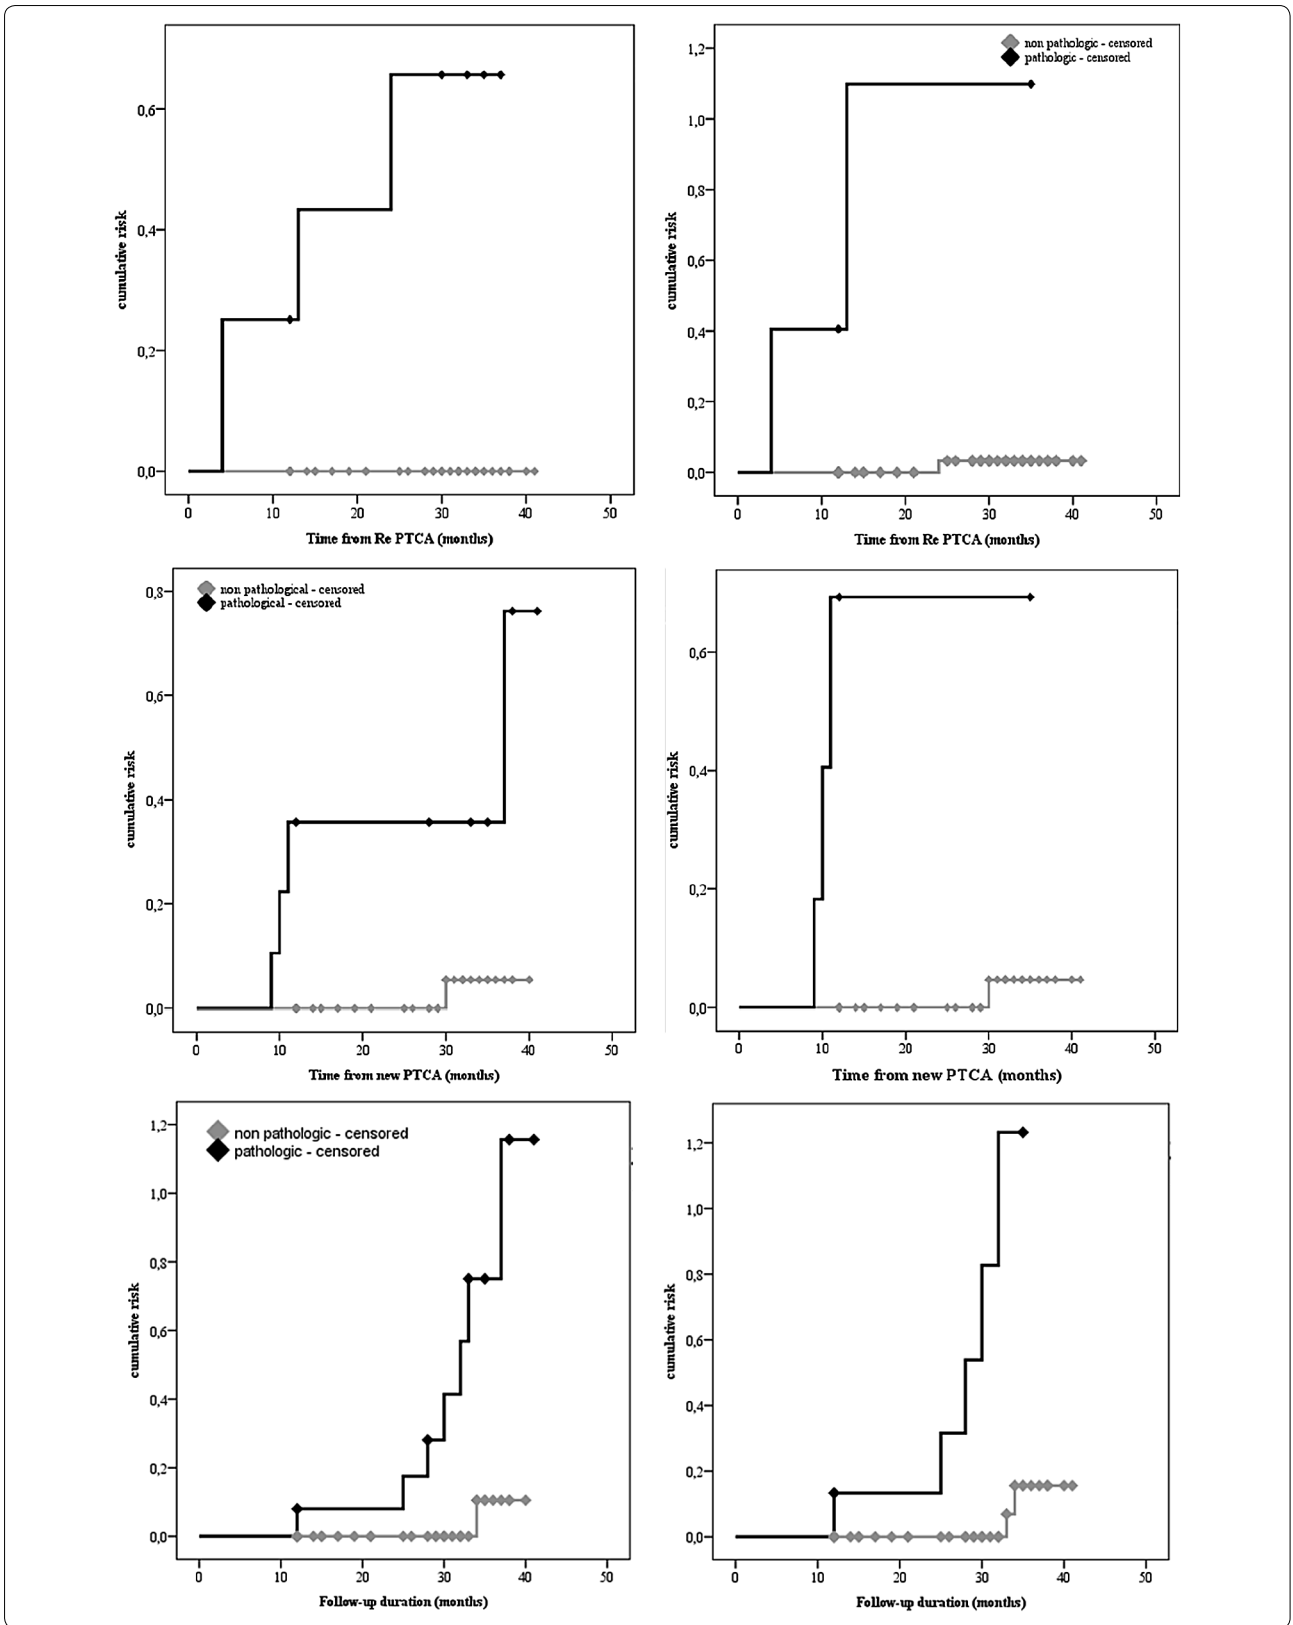 0,6
0,4
0,2
0,0
cumulative risk
0 10 20 30 40 50
Time from Re PTCA (months)
non pathologic - censored
pathologic - censored
1,2
1,0
0,8
0,6
0,4
0,2
0,0
cumulative risk
0 10 20 30 40 50
Time from Re PTCA (months)
non pathological - censored
pathological - censored
0,8
0,6
0,4
0,2
0,0
cumulative risk
0 10 20 30 40 50
Time from new PTCA (months)
0,6
0,4
0,2
0,0
cumulative risk
0 10 20 30 40 50
Time from new PTCA (months)
non pathologic - censored
pathologic - censored
1,2
1,0
0,8
0,6
0,4
0,2
0,0
cumulative risk
0 10 20 30 40 50
Follow-up duration (months)
1,2
1,0
0,8
0,6
0,4
0,2
0,0
cumulative risk
0 10 20 30 40 50
Follow-up duration (months)